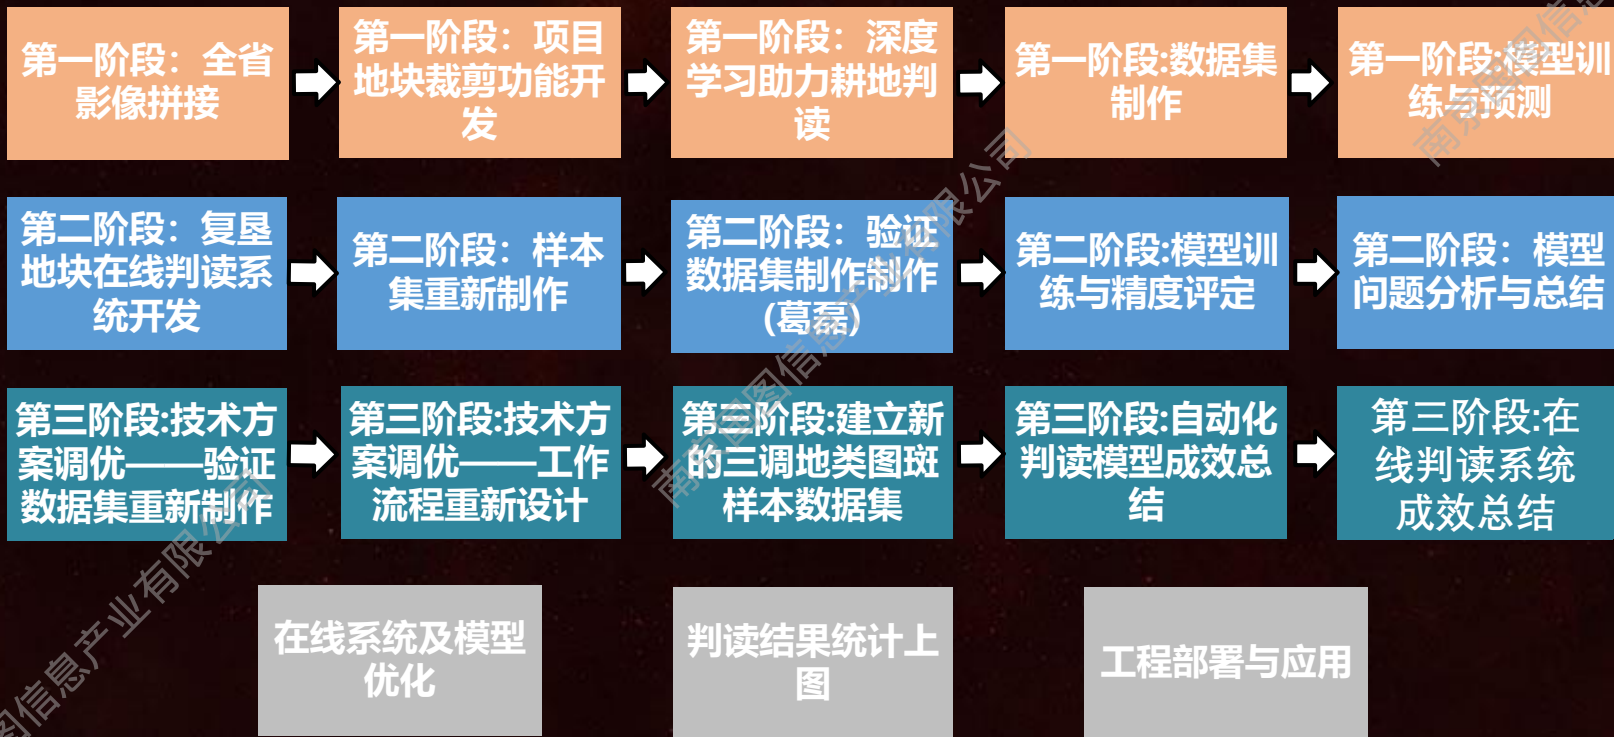 第一阶段：全省
影像拼接
第一阶段：项目
地块裁剪功能开
发
第一阶段：深度
学习助力耕地判
读
第一阶段:数据集
制作
第一阶段:模型训
练与预测
第二阶段：复垦
地块在线判读系
统开发
第二阶段：样本
集重新制作
第二阶段：验证
数据集制作制作
(葛磊)
第二阶段:模型训
练与精度评定
第二阶段：模型
问题分析与总结
第三阶段:技术方
案调优——验证
数据集重新制作
第三阶段:技术方
案调优——工作
流程重新设计
第三阶段:建立新
的三调地类图斑
样本数据集
第三阶段:自动化
判读模型成效总
结
第三阶段:在
线判读系统
成效总结
在线系统及模型
优化
判读结果统计上
图
工程部署与应用
南京国图信息产业有限公司